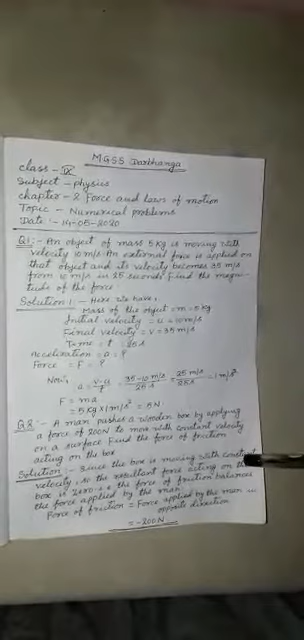 MGSS Darbhanga
class - IX
Subject - physics
chapter - 2 Force and laws of motion
Topic - Numerical problems
Date :- 14-05-2020
Q1:- An object of mass 5 kg is moving with
velocity 10 m/s An external force is applied on
that object and its velocity becomes 35 m/s
from 10 m/s in 25 seconds find the magni-
tude of the force
Solution 1 :- Here we have,
Mass of the object = m = 5 kg
Initial velocity = u = 10 m/s
Final velocity = v = 35 m/s
Time = t = 25 s
Acceleration = a = ?
Force = F = ?
Now, a = v-u/t = 35-10 m/s/25 s = 25 m/s/25 s = 1 m/s²
F = ma
= 5 kg x 1 m/s² = 5 N
Q2:- A man pushes a wooden box by applying
a force of 200N to move with constant velocity
on a surface Find the force of friction
acting on the box
Solution :- Since the box is moving with constant
velocity, so the resultant force acting on the
box is zero i.e the force of friction balances
the force applied by the man.
Force of friction = Force applied by the man in
opposite direction
= -200N